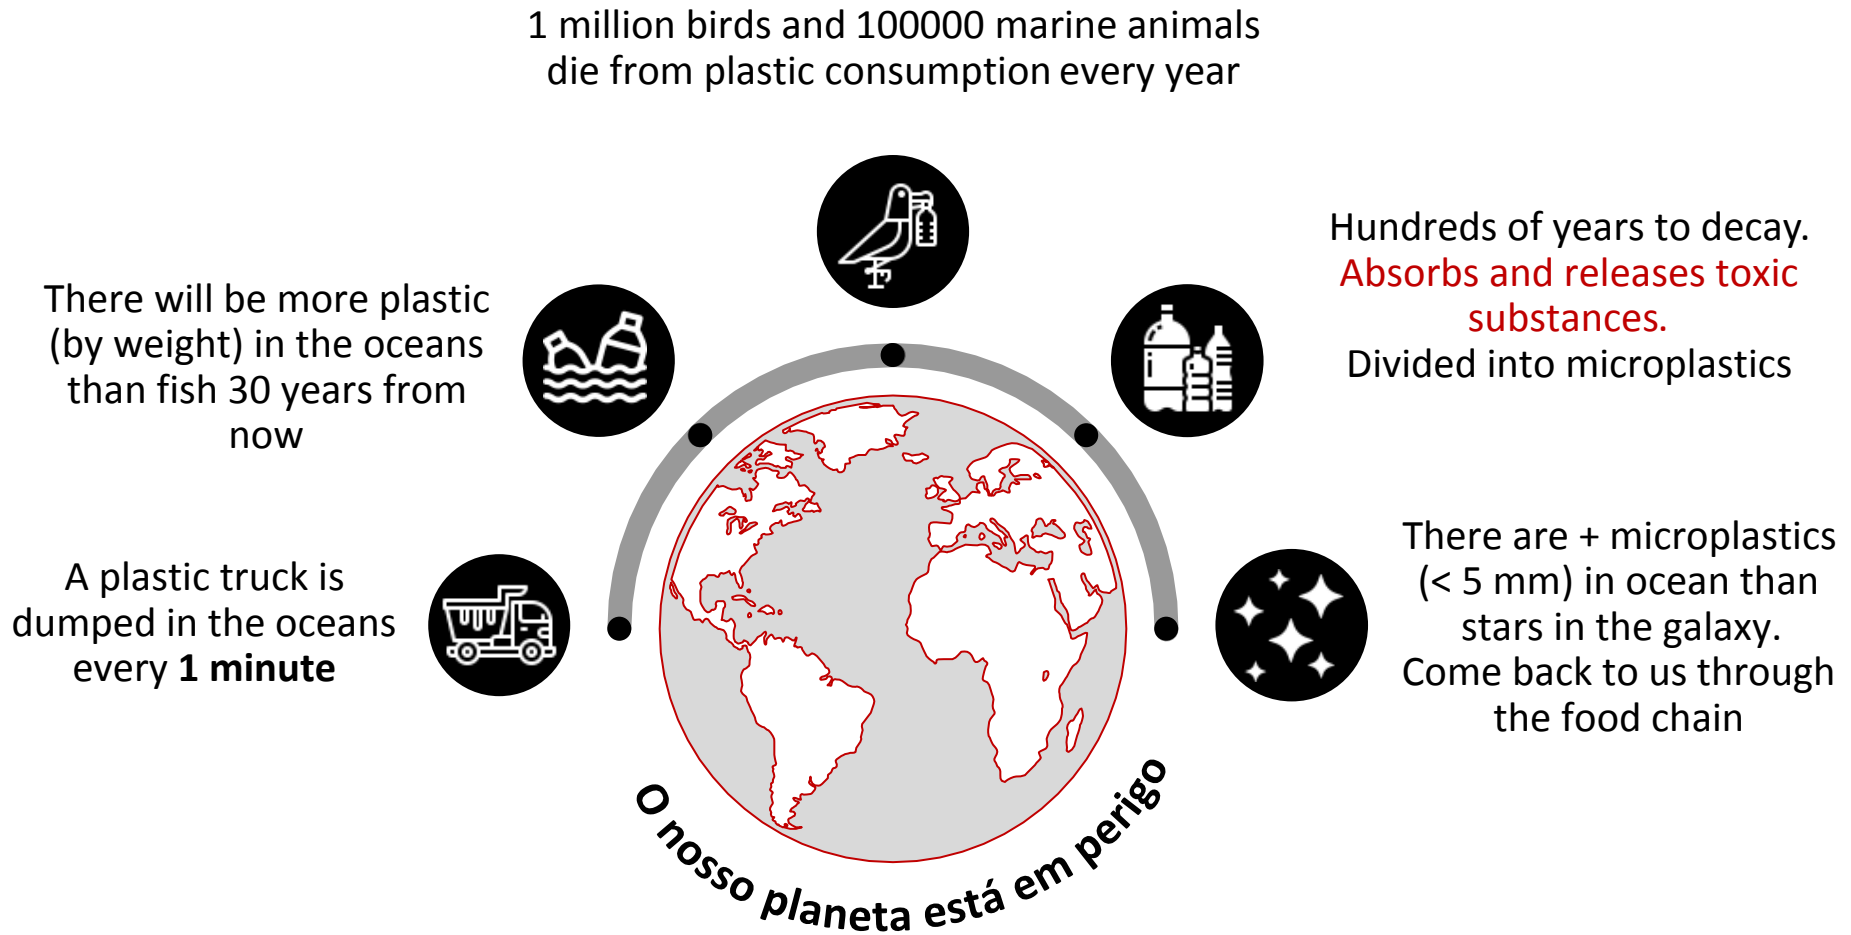 1 million birds and 100000 marine animals
die from plastic consumption every year
There will be more plastic
(by weight) in the oceans
than fish 30 years from
now
Hundreds of years to decay.
Absorbs and releases toxic
substances.
Divided into microplastics
A plastic truck is
dumped in the oceans
every 1 minute
There are + microplastics
(< 5 mm) in ocean than
stars in the galaxy.
Come back to us through
the food chain
O nosso planeta está em perigo